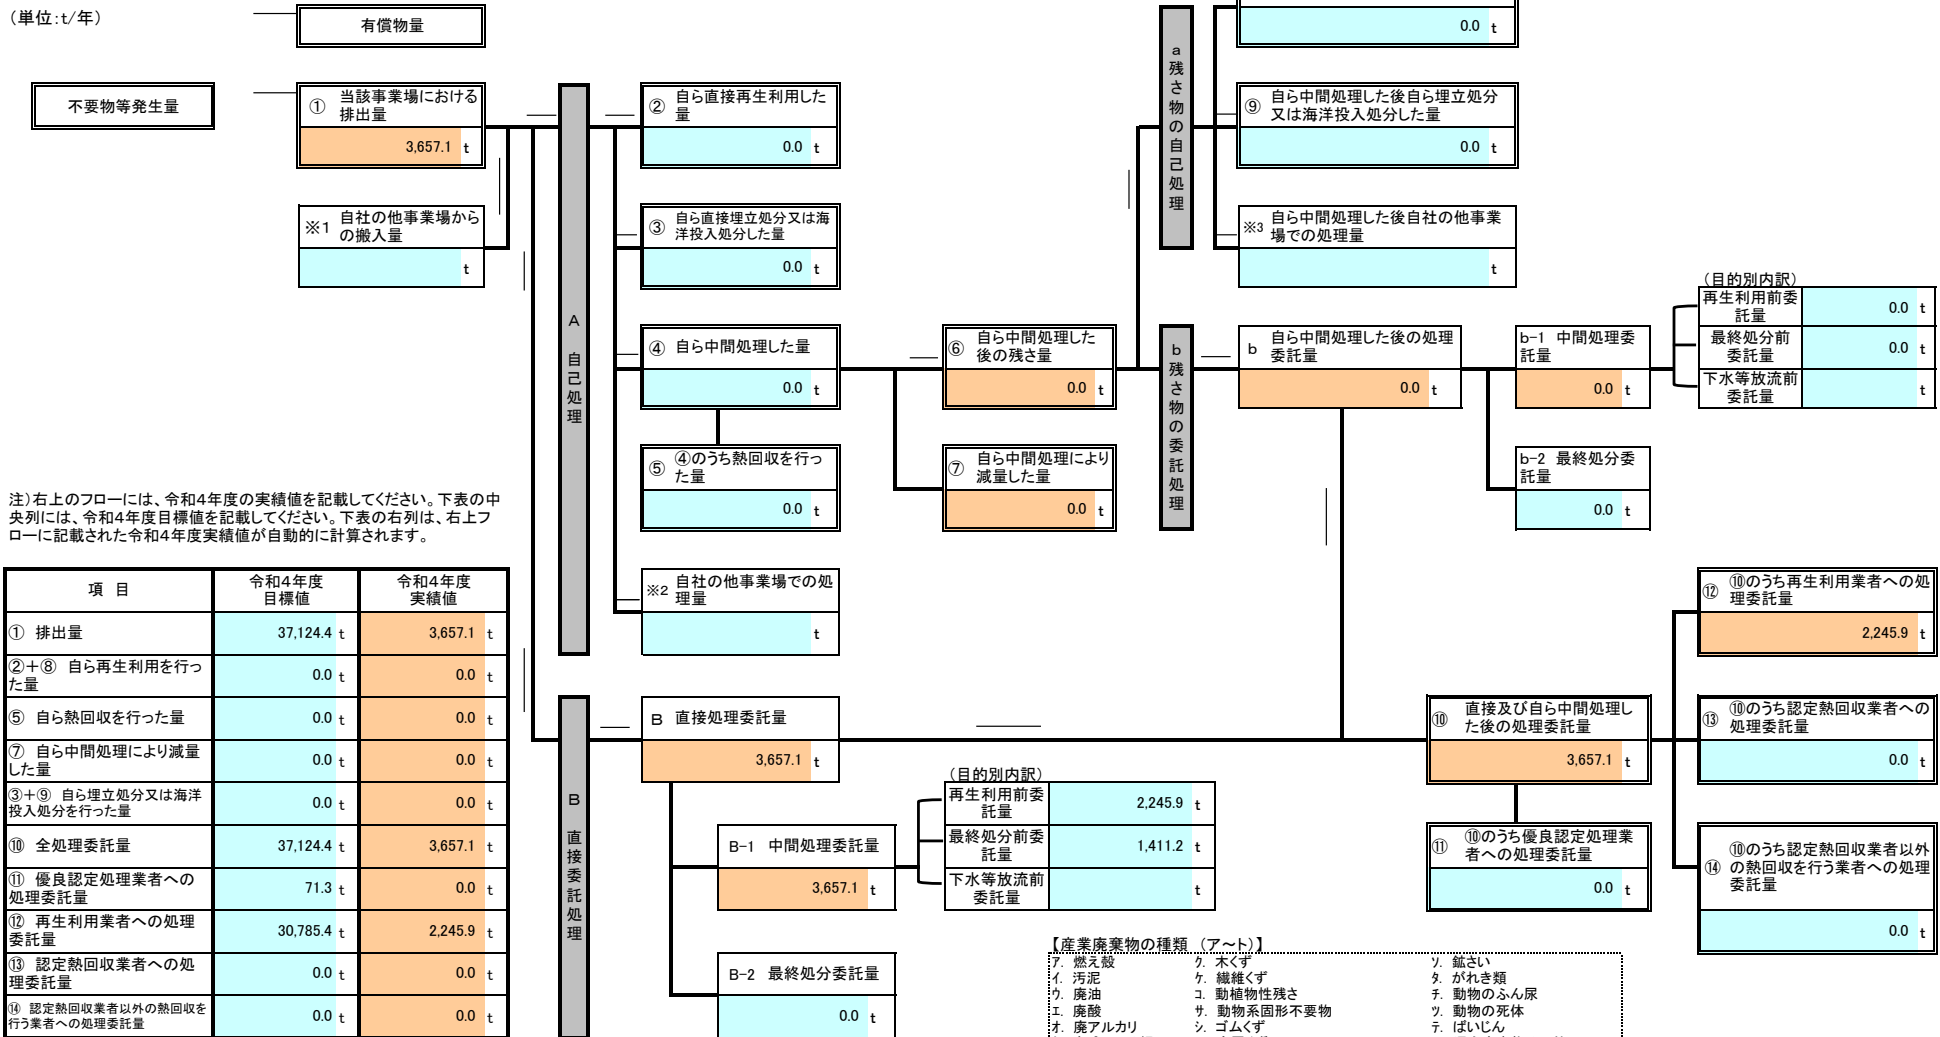 （単位:t/年）
有償物量
不要物等発生量
① 当該事業場における
排出量
3,657.1 t
※1 自社の他事業場から
の搬入量
t
A 自己処理
② 自ら直接再生利用した
量
0.0 t
③ 自ら直接埋立処分又は海
洋投入処分した量
0.0 t
④ 自ら中間処理した量
0.0 t
⑤ ④のうち熱回収を行っ
た量
0.0 t
※2 自社の他事業場での処
理量
t
⑥ 自ら中間処理した
後の残さ量
0.0 t
⑦ 自ら中間処理により
減量した量
0.0 t
a 残さ物の自己処理
0.0 t
⑨ 自ら中間処理した後自ら埋立処分
又は海洋投入処分した量
0.0 t
※3 自ら中間処理した後自社の他事業
場での処理量
t
b 残さ物の委託処理
b 自ら中間処理した後の処理
委託量
0.0 t
b-1 中間処理委
託量
0.0 t
b-2 最終処分委
託量
0.0 t
（目的別内訳）
再生利用前委
託量
0.0 t
最終処分前
委託量
0.0 t
下水等放流前
委託量
t
注）右上のフローには、令和4年度の実績値を記載してください。下表の中
央列には、令和4年度目標値を記載してください。下表の右列は、右上フ
ローに記載された令和4年度実績値が自動的に計算されます。
項 目 令和4年度
目標値 令和4年度
実績値
① 排出量 37,124.4 t 3,657.1 t
②＋⑧ 自ら再生利用を行っ
た量 0.0 t 0.0 t
⑤ 自ら熱回収を行った量 0.0 t 0.0 t
⑦ 自ら中間処理により減量
した量 0.0 t 0.0 t
③＋⑨ 自ら埋立処分又は海洋
投入処分を行った量 0.0 t 0.0 t
⑩ 全処理委託量 37,124.4 t 3,657.1 t
⑪ 優良認定処理業者への
処理委託量 71.3 t 0.0 t
⑫ 再生利用業者への処理
委託量 30,785.4 t 2,245.9 t
⑬ 認定熱回収業者への処
理委託量 0.0 t 0.0 t
⑭ 認定熱回収業者以外の熱回収を
行う業者への処理委託量 0.0 t 0.0 t
B 直接委託処理
B 直接処理委託量
3,657.1 t
B-1 中間処理委託量
3,657.1 t
B-2 最終処分委託量
0.0 t
（目的別内訳）
再生利用前委
託量
2,245.9 t
最終処分前委
託量
1,411.2 t
下水等放流前
委託量
t
⑩ 直接及び自ら中間処理し
た後の処理委託量
3,657.1 t
⑪ ⑩のうち優良認定処理業
者への処理委託量
0.0 t
⑫ ⑩のうち再生利用業者への処
理委託量
2,245.9 t
⑬ ⑩のうち認定熱回収業者への
処理委託量
0.0 t
⑭ ⑩のうち認定熱回収業者以外
の熱回収を行う業者への処理
委託量
0.0 t
【産業廃棄物の種類 （ア～ト）】
ア. 燃え殻 ク. 木くず ソ. 鉱さい
イ. 汚泥 ケ. 繊維くず タ. がれき類
ウ. 廃油 コ. 動植物性残さ チ. 動物のふん尿
エ. 廃酸 サ. 動物系固形不要物 ツ. 動物の死体
オ. 廃アルカリ シ. ゴムくず テ. ばいじん